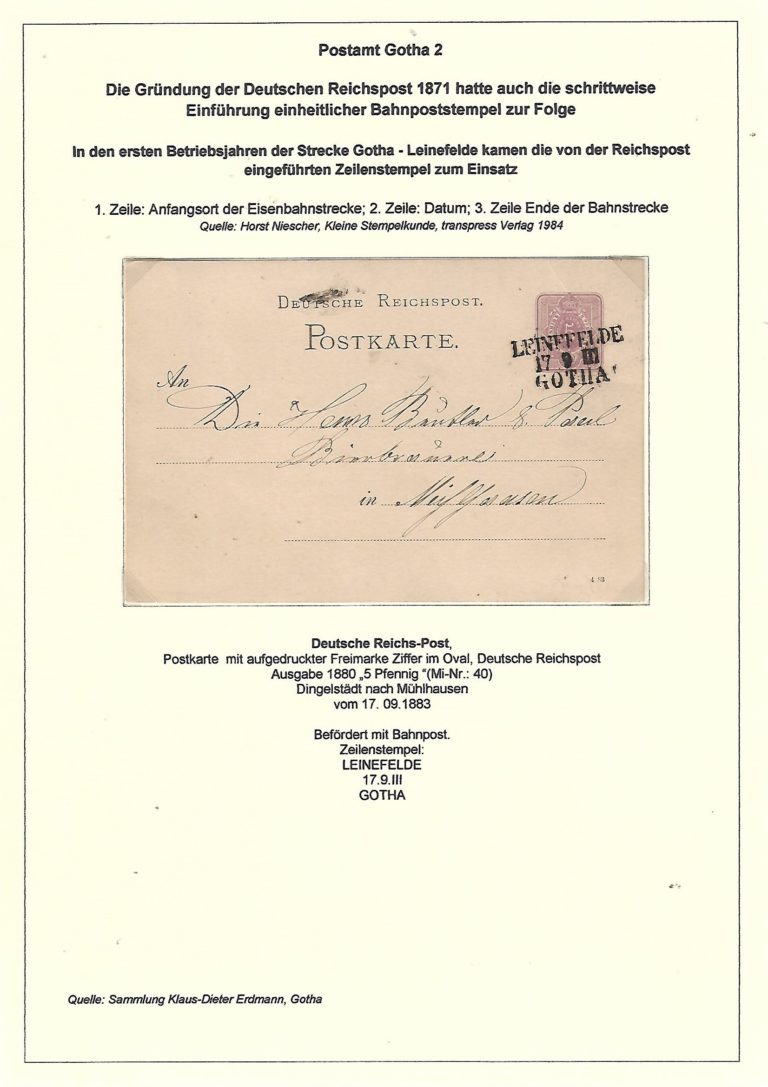 Postamt Gotha 2
Die Gründung der Deutschen Reichspost 1871 hatte auch die schrittweise
Einführung einheitlicher Bahnpoststempel zur Folge
In den ersten Betriebsjahren der Strecke Gotha - Leinefelde kamen die von der Reichspost
eingeführten Zeilenstempel zum Einsatz
1. Zeile: Anfangsort der Eisenbahnstrecke; 2. Zeile: Datum; 3. Zeile Ende der Bahnstrecke
Quelle: Horst Niescher, Kleine Stempelkunde, transpress Verlag 1984
DEUTSCHE REICHSPOST.
POSTKARTE.
LEINEFELDE
17 9 III
GOTHA
An
Die
Bierbrauerei
in
Deutsche Reichs-Post,
Postkarte mit aufgedruckter Freimarke Ziffer im Oval, Deutsche Reichspost
Ausgabe 1880 „5 Pfennig “(Mi-Nr.: 40)
Dingelstädt nach Mühlhausen
vom 17. 09.1883
Befördert mit Bahnpost.
Zeilenstempel:
LEINEFELDE
17.9.III
GOTHA
Quelle: Sammlung Klaus-Dieter Erdmann, Gotha